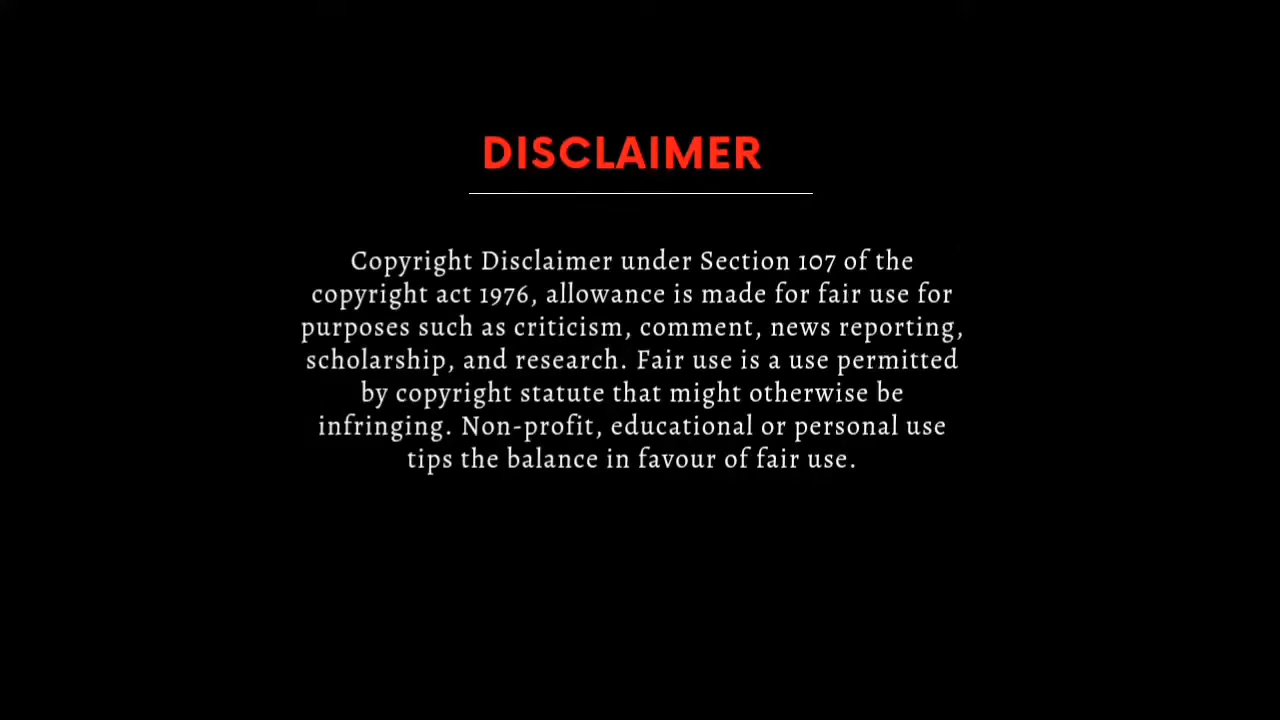 DISCLAIMER
Copyright Disclaimer under Section 107 of the
copyright act 1976, allowance is made for fair use for
purposes such as criticism, comment, news reporting,
scholarship, and research. Fair use is a use permitted
by copyright statute that might otherwise be
infringing. Non-profit, educational or personal use
tips the balance in favour of fair use.